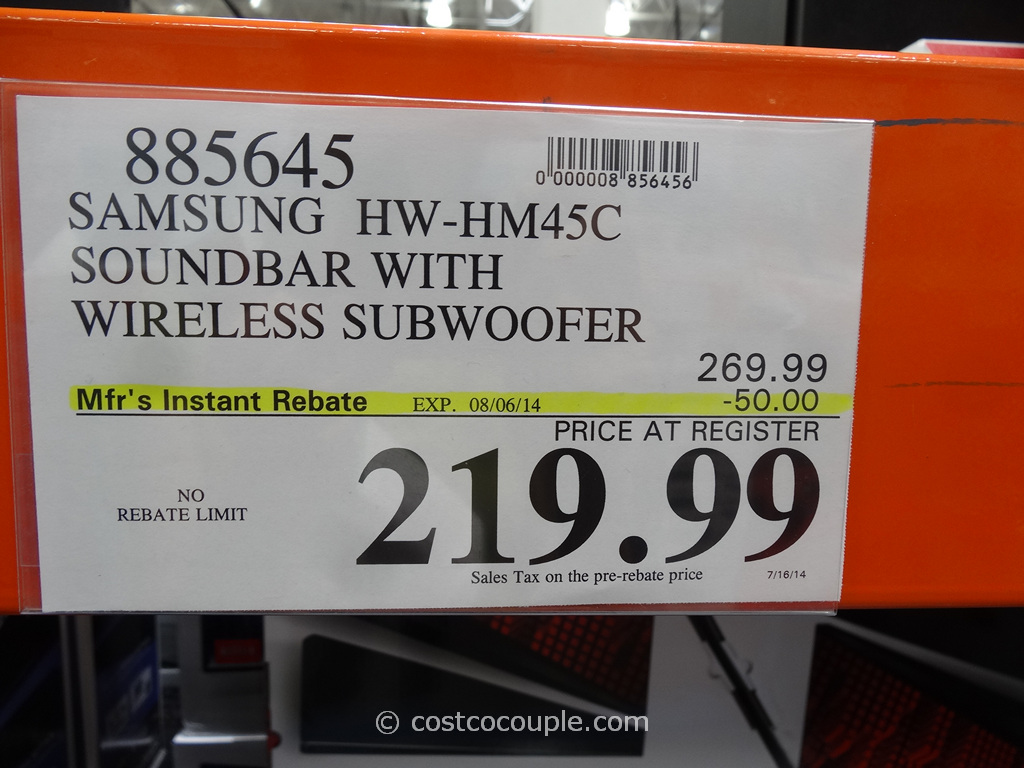 885645
0 000008 856456
SAMSUNG HW-HM45C
SOUNDBAR WITH
WIRELESS SUBWOOFER
269.99
Mfr's Instant Rebate EXP. 08/06/14 -50.00
PRICE AT REGISTER
219.99
NO
REBATE LIMIT
Sales Tax on the pre-rebate price 7/16/14
© costcocouple.com